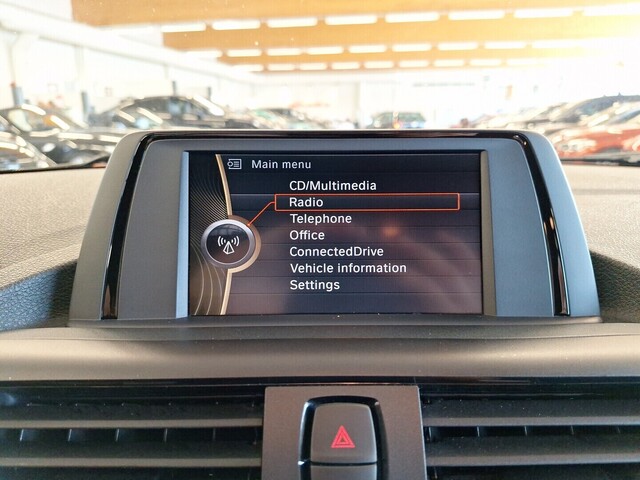 Main menu
CD/Multimedia
Radio
Telephone
Office
ConnectedDrive
Vehicle information
Settings